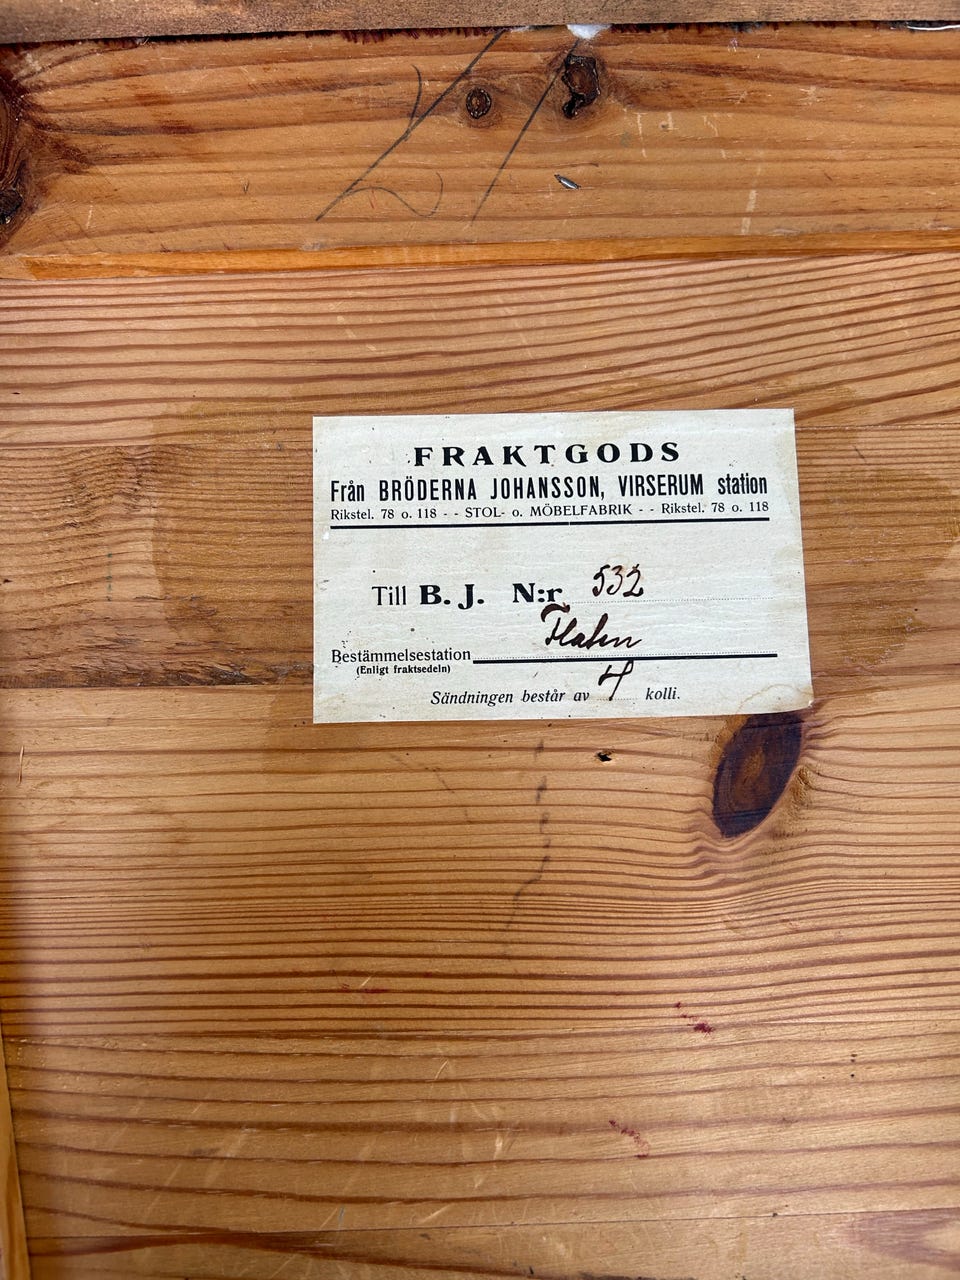 FRAKTGODS
Från BRÖDERNA JOHANSSON, VIRSERUM station
Rikstel. 78 o. 118 - - STOL- o. MÖBELFABRIK - - Rikstel. 78 o. 118
Till B. J. N:r 532
Bestämmelsestation
(Enligt fraktsedeln)
Sändningen består av 4 kolli.